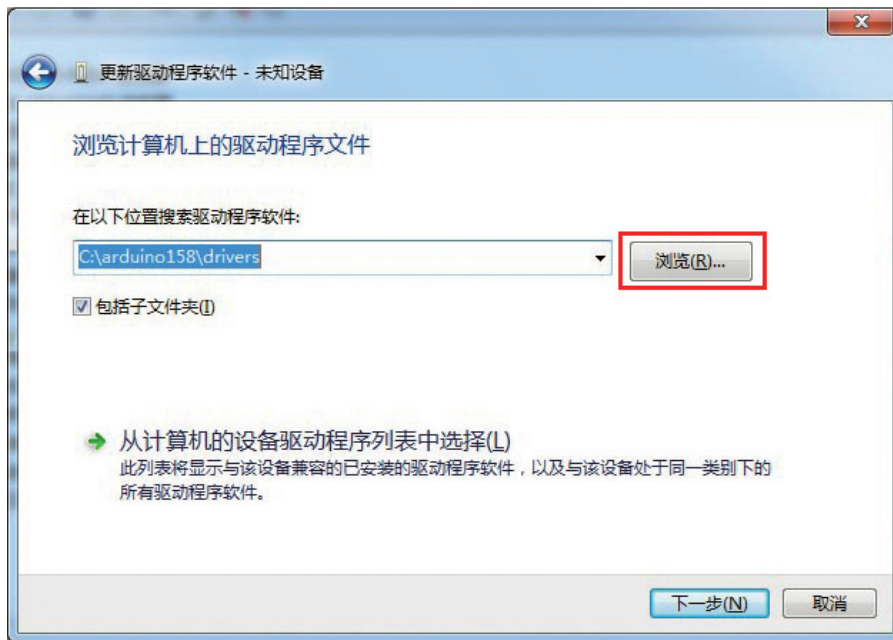 更新驱动程序软件 - 未知设备
浏览计算机上的驱动程序文件
在以下位置搜索驱动程序软件:
C:\arduino158\drivers
浏览(R)...
包括子文件夹(I)
从计算机的设备驱动程序列表中选择(L)
此列表将显示与该设备兼容的已安装的驱动程序软件，以及与该设备处于同一类别下的
所有驱动程序软件。
下一步(N)
取消